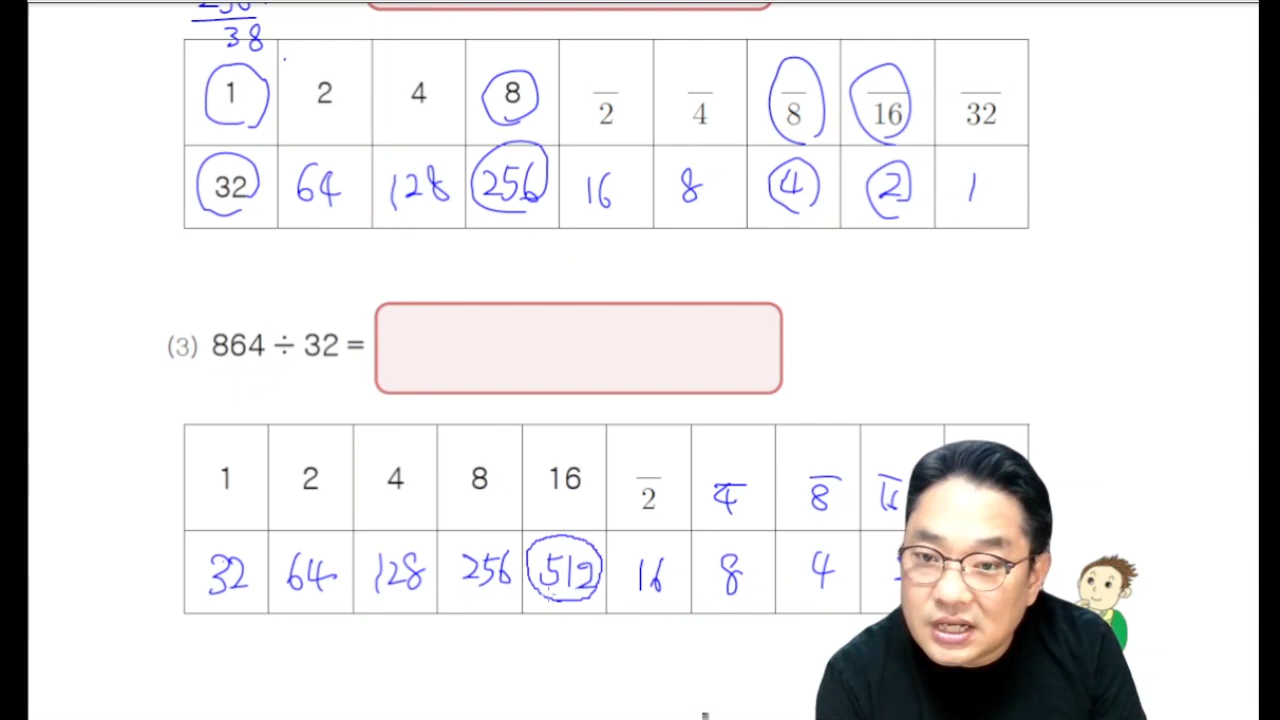 38
1 2 4 8 2 4 8 16 32
32 64 128 256 16 8 4 2 1
(3) 864 ÷ 32 =
1 2 4 8 16 2 4 8
32 64 128 256 512 16 8 4